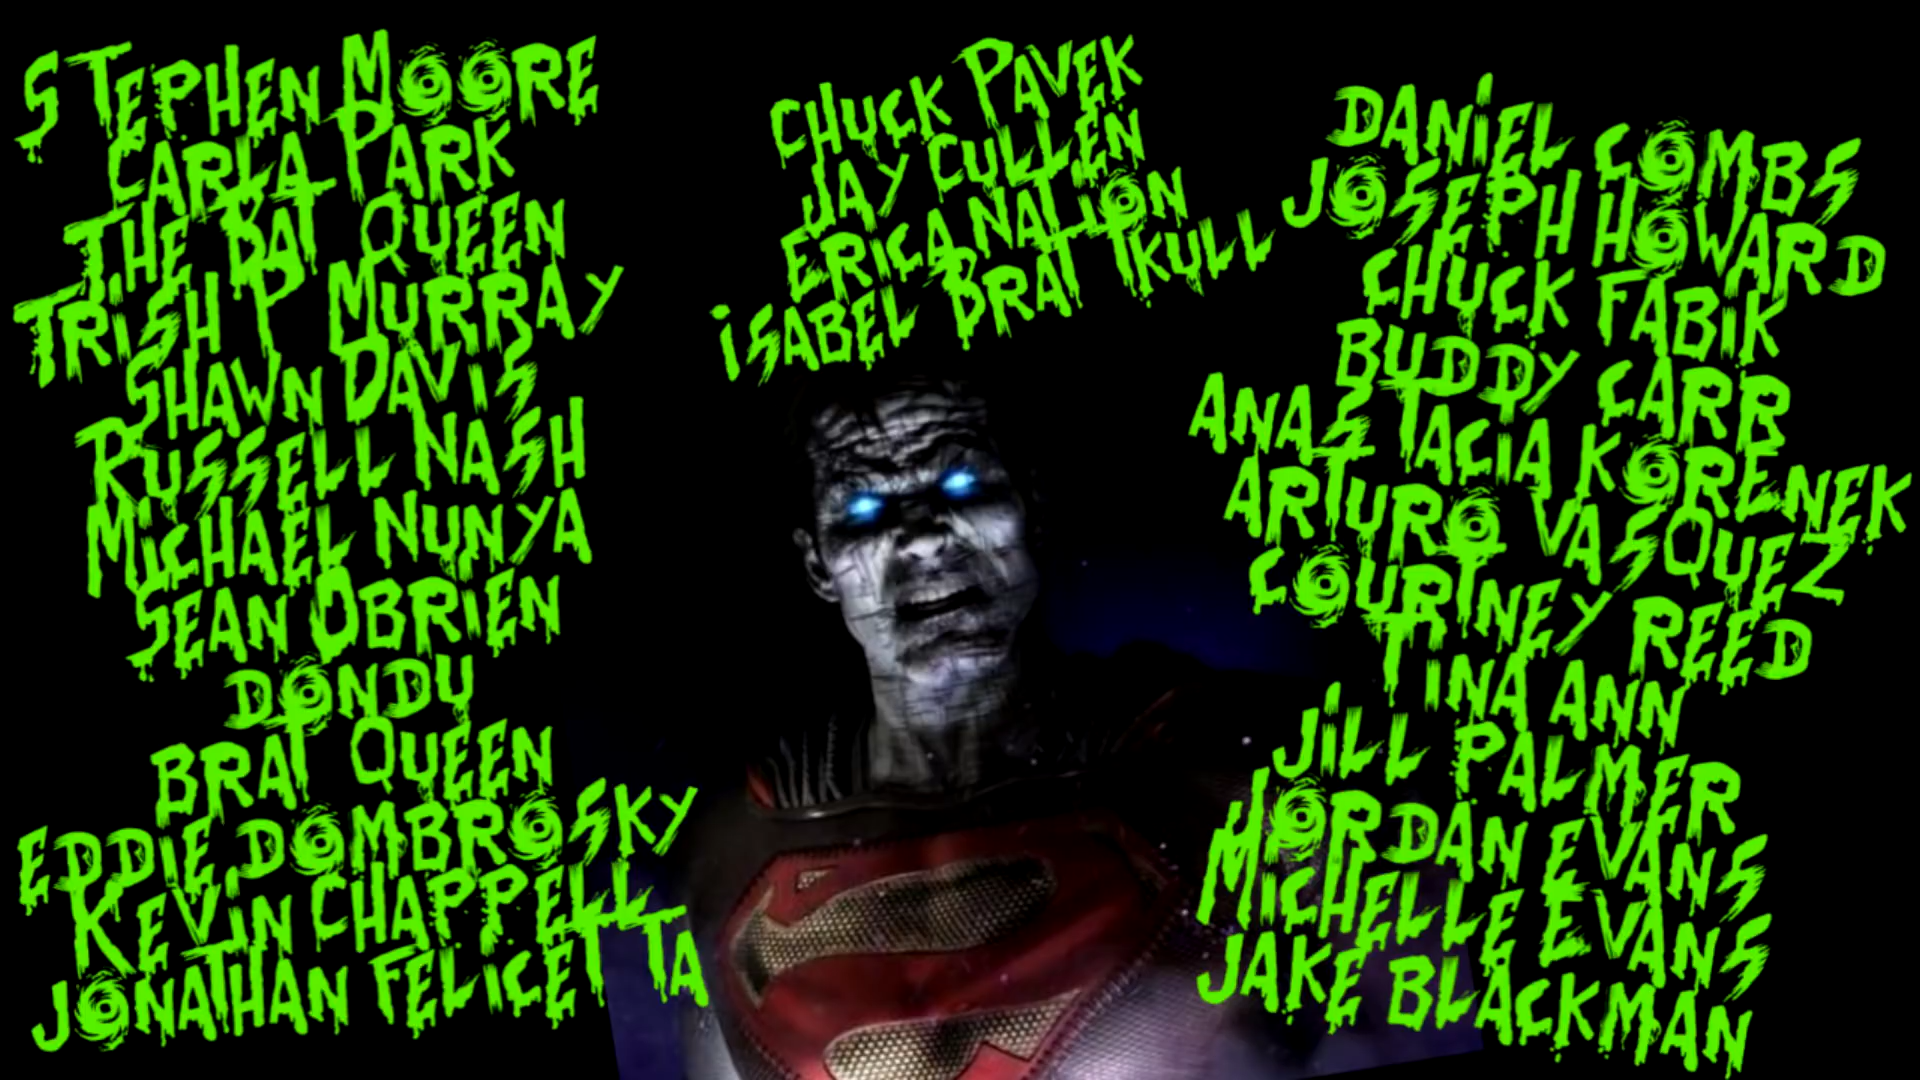 STEPHEN MOORE
CARLA PARK
THE BAT QUEEN
TRISH P MURRAY
SHAWN DAVIS
RUSSELL NASH
MICHAEL NUNYA
SEAN OBRIEN
DONDU
BRAT QUEEN
EDDIE DOMBROSKY
KEVIN CHAPPELL
JONATHAN FELICETTA
CHUCK PAVEK
JAY CULLEN
ERICA NATION
ISABEL BRAT TKULL
DANIEL COMBS
JOSEPH HOWARD
CHUCK FABIK
BUDDY CARR
ANASTACIA KORENEK
ARTURO VASQUEZ
COURTNEY REED
TINA ANN
JILL PALMER
JORDAN EVANS
MICHELLE EVANS
JAKE BLACKMAN